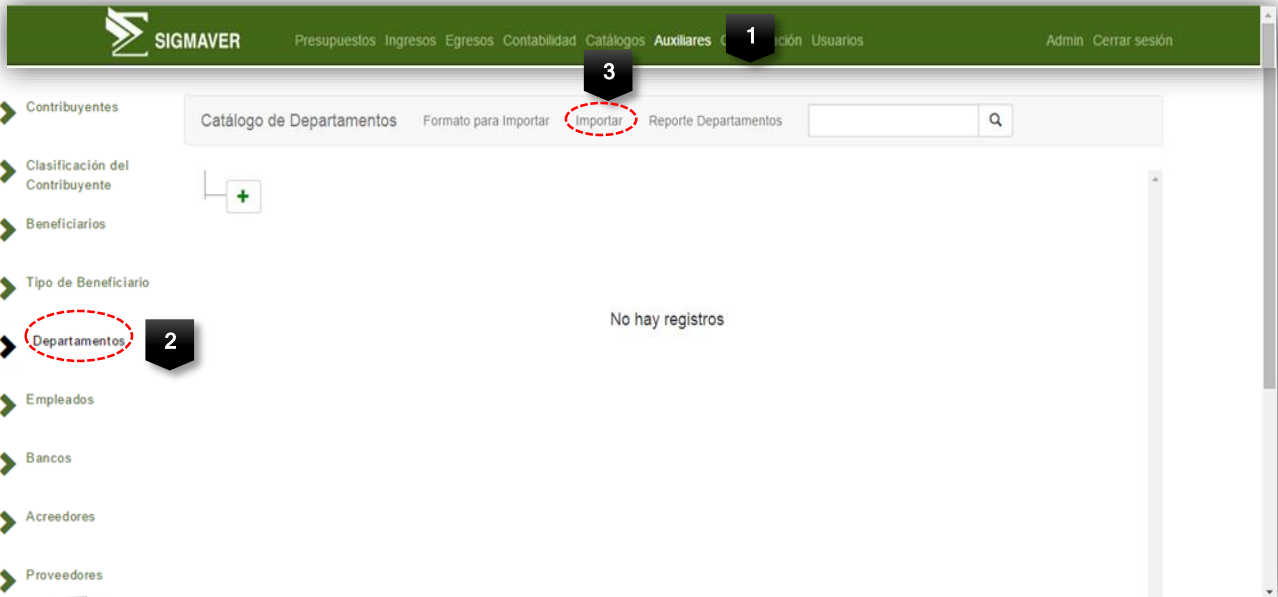 SIGMAVER
Presupuestos Ingresos Egresos Contabilidad Catálogos Auxiliares
1
ción Usuarios
Admin Cerrar sesión
3
Contribuyentes
Catálogo de Departamentos Formato para Importar Importar Reporte Departamentos
Clasificación del
Contribuyente
Beneficiarios
Tipo de Beneficiario
No hay registros
Departamentos
2
Empleados
Bancos
Acreedores
Proveedores